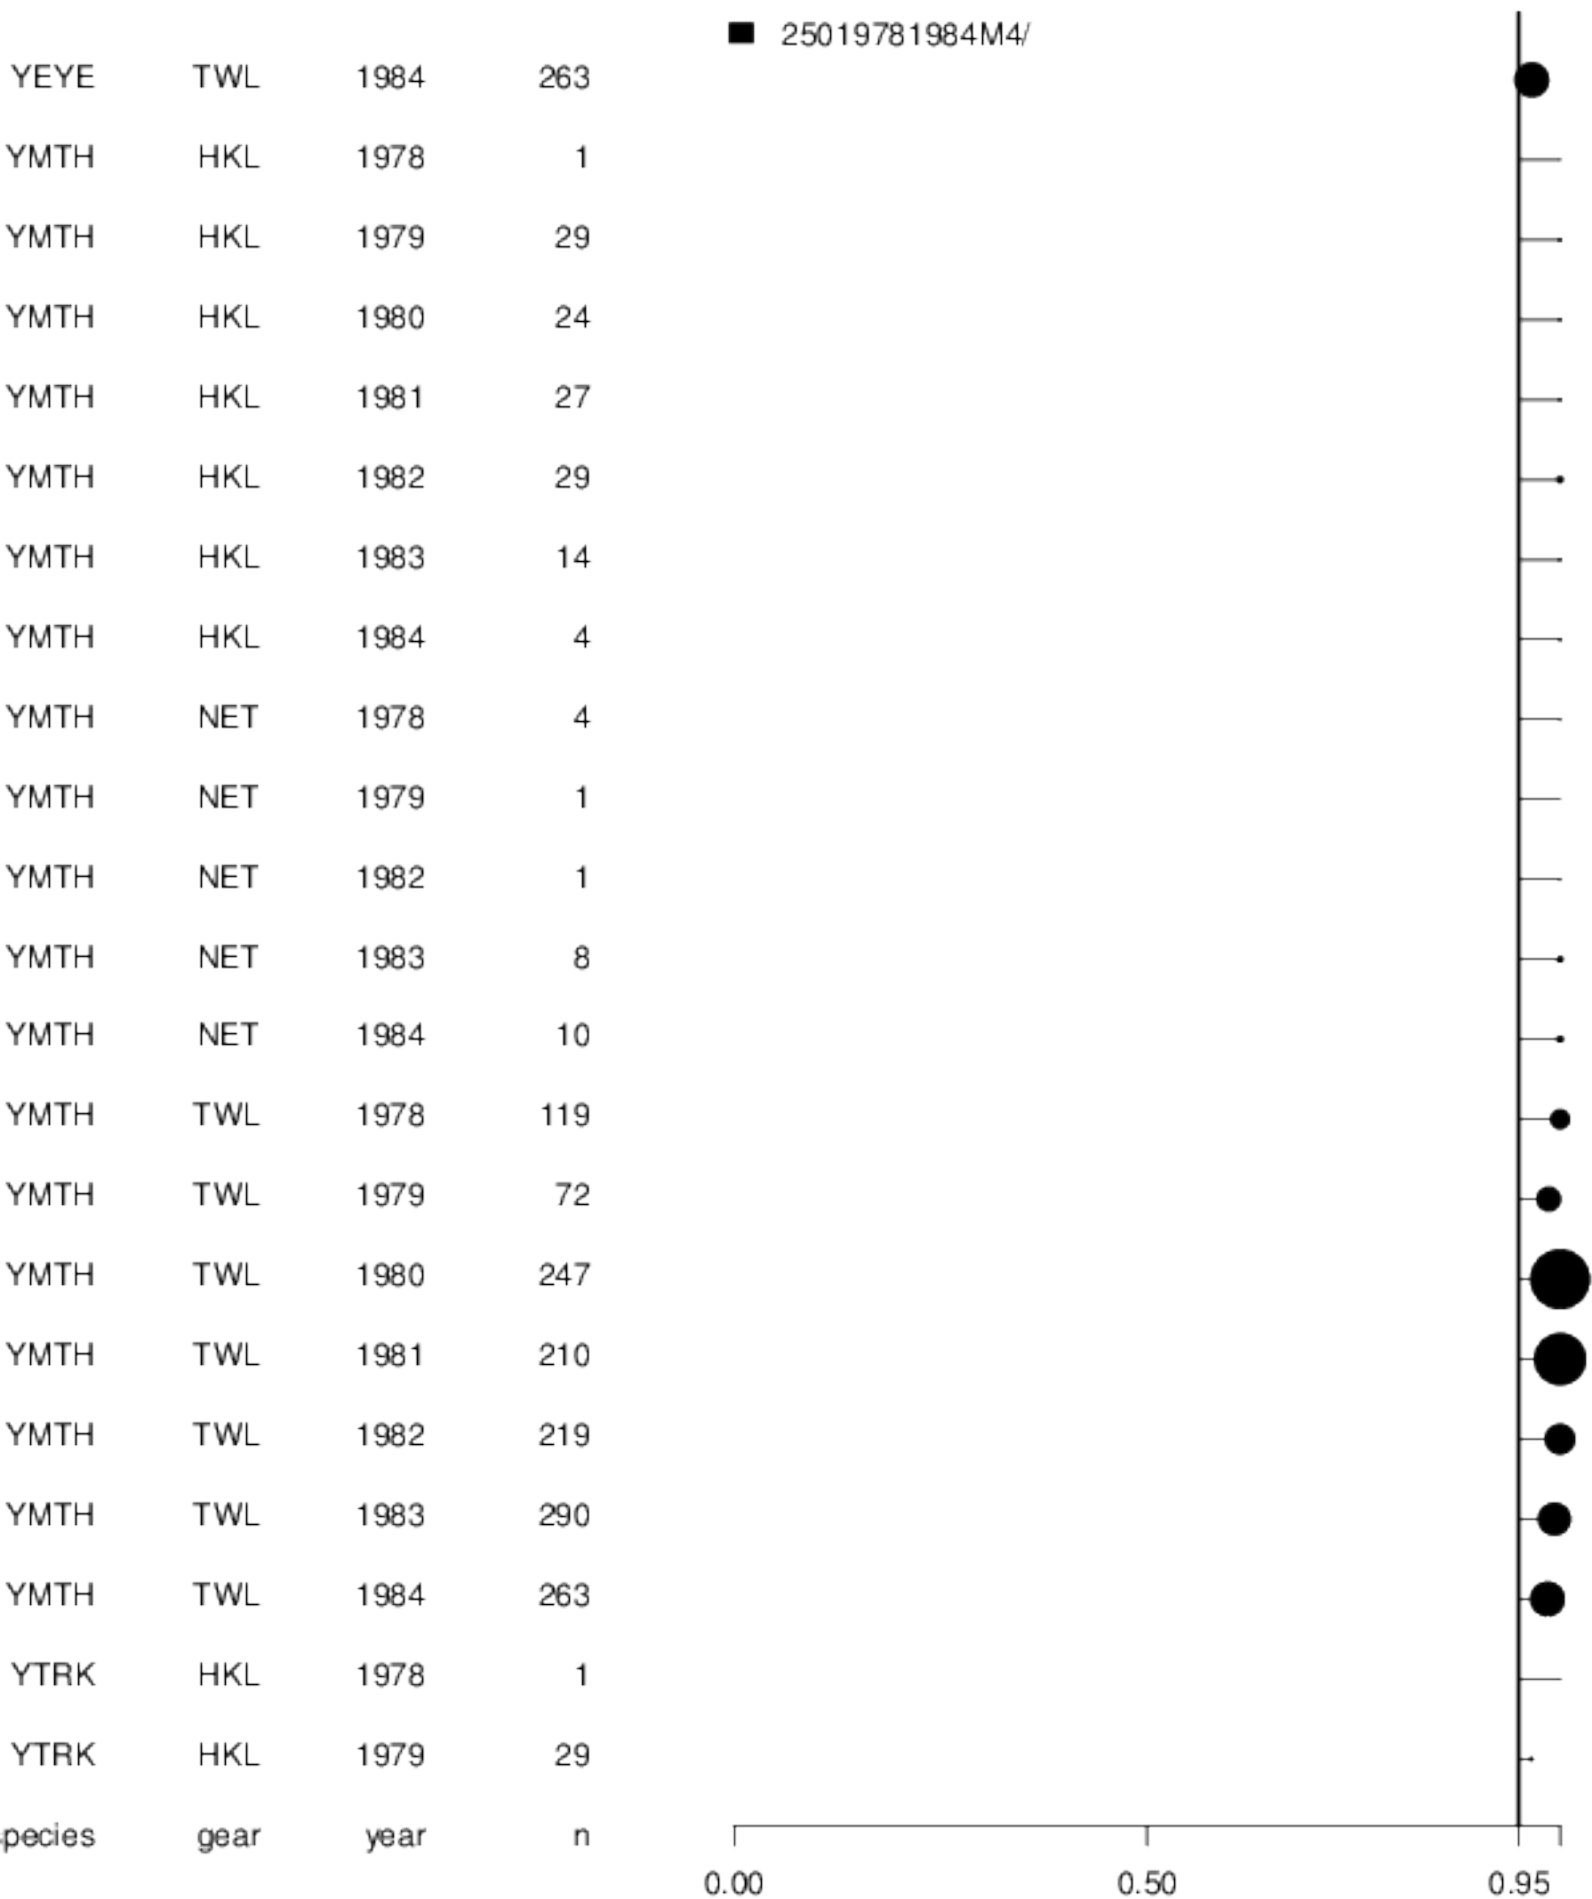 25019781984M4/
YEYE TWL 1984 263
YMTH HKL 1978 1
YMTH HKL 1979 29
YMTH HKL 1980 24
YMTH HKL 1981 27
YMTH HKL 1982 29
YMTH HKL 1983 14
YMTH HKL 1984 4
YMTH NET 1978 4
YMTH NET 1979 1
YMTH NET 1982 1
YMTH NET 1983 8
YMTH NET 1984 10
YMTH TWL 1978 119
YMTH TWL 1979 72
YMTH TWL 1980 247
YMTH TWL 1981 210
YMTH TWL 1982 219
YMTH TWL 1983 290
YMTH TWL 1984 263
YTRK HKL 1978 1
YTRK HKL 1979 29
pecies gear year n
0.00 0.50 0.95